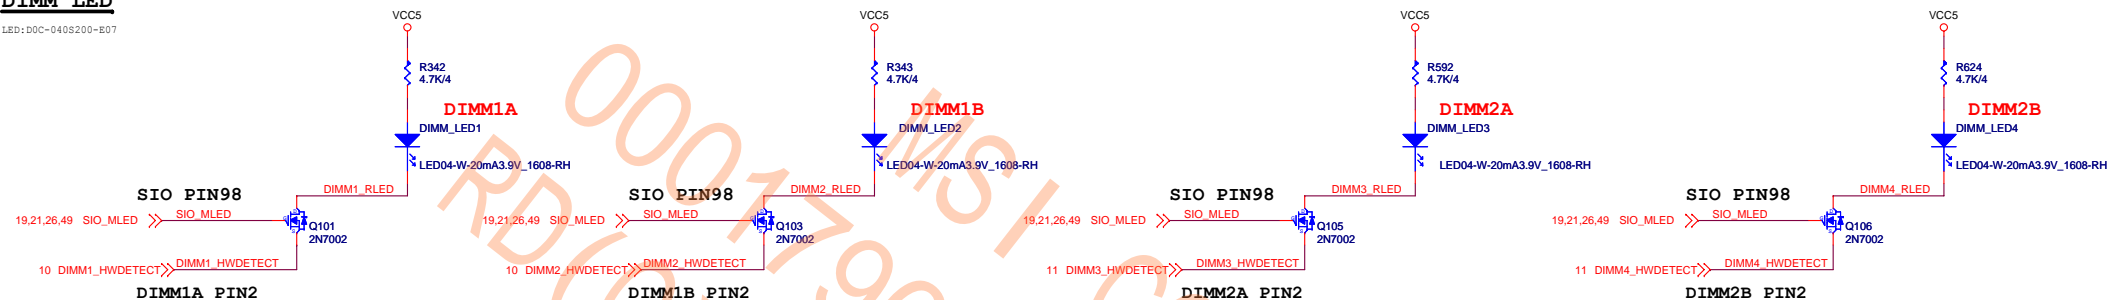 DIMM LED
LED:D0C-040S200-E07
VCC5
R342
4.7K/4
DIMM1A
DIMM_LED1
LED04-W-20mA3.9V_1608-RH
SIO PIN98
DIMM1_RLED
19,21,26,49 SIO_MLED
SIO_MLED
Q101
2N7002
10 DIMM1_HWDETECT
DIMM1_HWDETECT
DIMM1A PIN2
VCC5
R343
4.7K/4
DIMM1B
DIMM_LED2
LED04-W-20mA3.9V_1608-RH
SIO PIN98
DIMM2_RLED
19,21,26,49 SIO_MLED
SIO_MLED
Q103
2N7002
10 DIMM2_HWDETECT
DIMM2_HWDETECT
DIMM1B PIN2
VCC5
R592
4.7K/4
DIMM2A
DIMM_LED3
LED04-W-20mA3.9V_1608-RH
SIO PIN98
DIMM3_RLED
19,21,26,49 SIO_MLED
SIO_MLED
Q105
2N7002
11 DIMM3_HWDETECT
DIMM3_HWDETECT
DIMM2A PIN2
VCC5
R624
4.7K/4
DIMM2B
DIMM_LED4
LED04-W-20mA3.9V_1608-RH
SIO PIN98
DIMM4_RLED
19,21,26,49 SIO_MLED
SIO_MLED
Q106
2N7002
11 DIMM4_HWDETECT
DIMM4_HWDETECT
DIMM2B PIN2
MSI
0001790
RD(